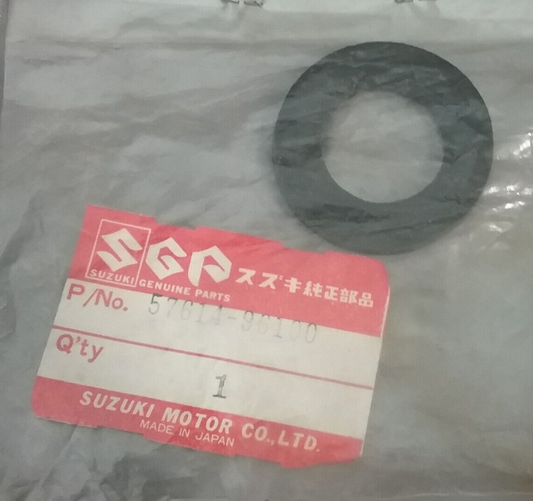 SGP スズキ純正部品
SUZUKI GENUINE PARTS
P/No. 57614-96100
Q'ty 1
SUZUKI MOTOR CO.,LTD.
MADE IN JAPAN